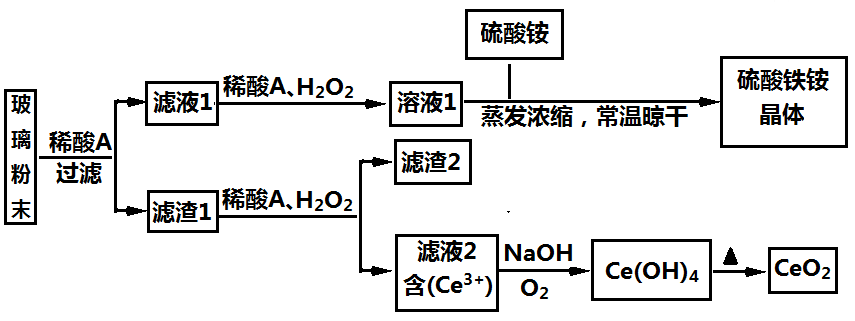 硫酸铵
玻璃粉末
稀酸A
过滤
滤液1
稀酸A、H₂O₂
溶液1
蒸发浓缩，常温晾干
硫酸铁铵
晶体
滤渣1
稀酸A、H₂O₂
滤渣2
滤液2
含(Ce³⁺)
NaOH
O₂
Ce(OH)₄
▲
CeO₂